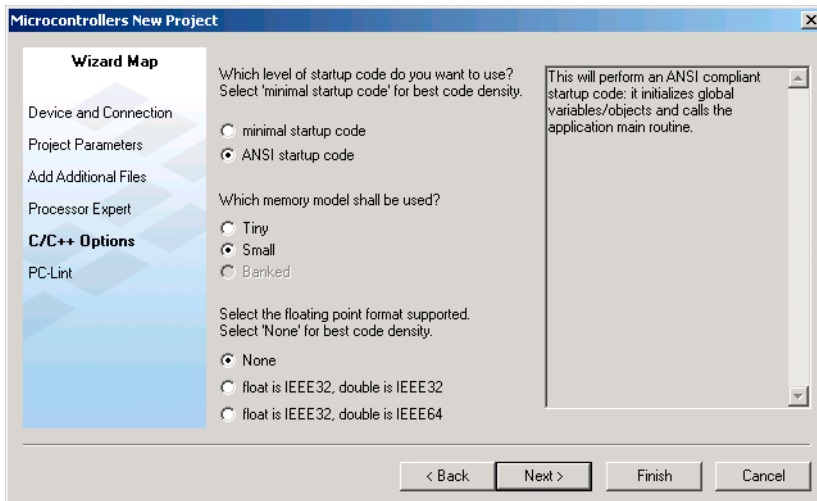 Microcontrollers New Project
Wizard Map
Device and Connection
Project Parameters
Add Additional Files
Processor Expert
C/C++ Options
PC-Lint
Which level of startup code do you want to use?
Select 'minimal startup code' for best code density.
minimal startup code
ANSI startup code
Which memory model shall be used?
Tiny
Small
Banked
Select the floating point format supported.
Select 'None' for best code density.
None
float is IEEE32, double is IEEE32
float is IEEE32, double is IEEE64
This will perform an ANSI compliant
startup code: it initializes global
variables/objects and calls the
application main routine.
< Back
Next >
Finish
Cancel